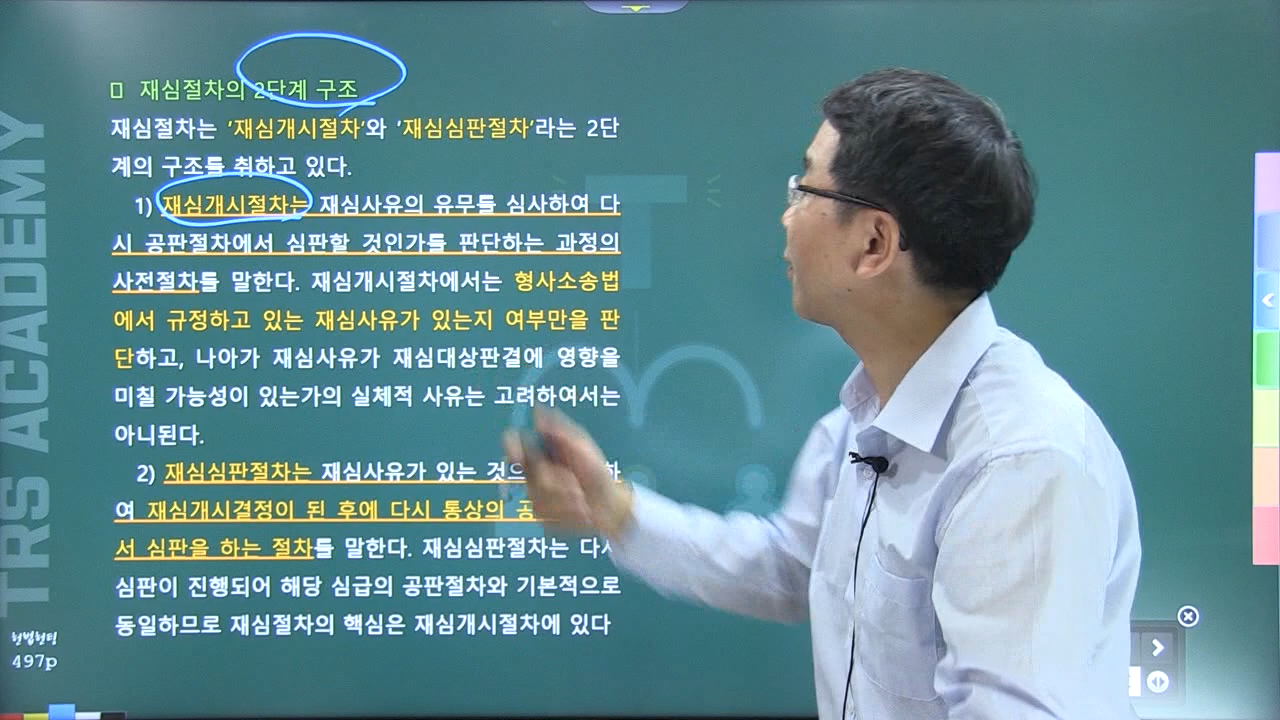 재심절차의 2단계 구조
재심절차는 '재심개시절차'와 '재심심판절차'라는 2단
계의 구조를 취하고 있다.
1) 재심개시절차는 재심사유의 유무를 심사하여 다
시 공판절차에서 심판할 것인가를 판단하는 과정의
사전절차를 말한다. 재심개시절차에서는 형사소송법
에서 규정하고 있는 재심사유가 있는지 여부만을 판
단하고, 나아가 재심사유가 재심대상판결에 영향을
미칠 가능성이 있는가의 실체적 사유는 고려하여서는
아니된다.
2) 재심심판절차는 재심사유가 있는 것으
여 재심개시결정이 된 후에 다시 통상의
서 심판을 하는 절차를 말한다. 재심심판절차는 다시
심판이 진행되어 해당 심급의 공판절차와 기본적으로
동일하므로 재심절차의 핵심은 재심개시절차에 있다
TRS ACADEMY
497p